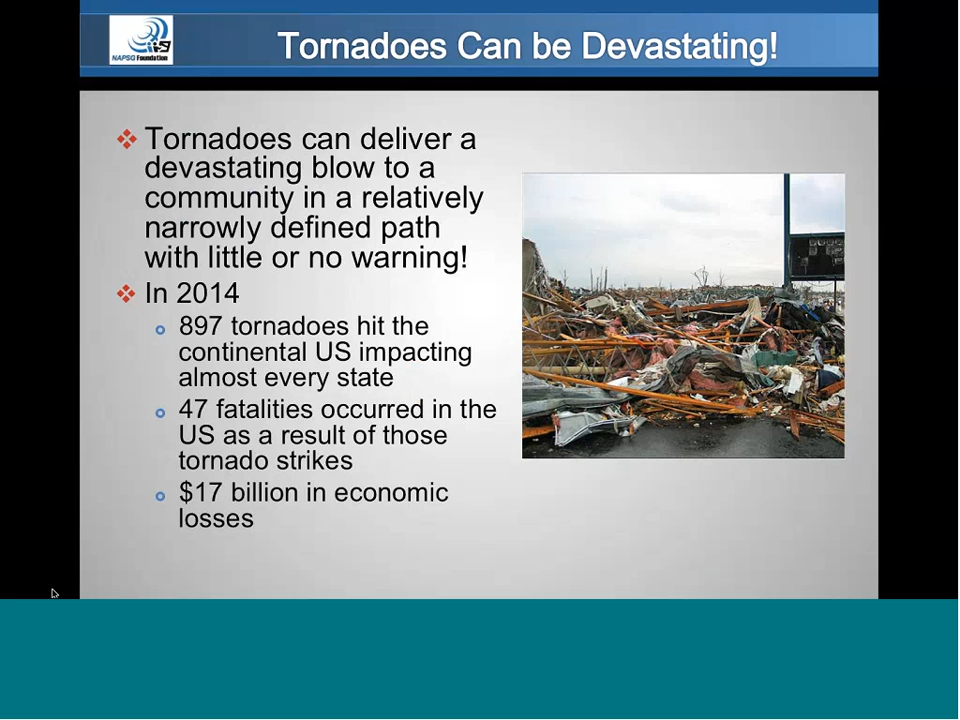 NAPSG Foundation
Tornadoes Can be Devastating!
Tornadoes can deliver a
devastating blow to a
community in a relatively
narrowly defined path
with little or no warning!
In 2014
897 tornadoes hit the
continental US impacting
almost every state
47 fatalities occurred in the
US as a result of those
tornado strikes
$17 billion in economic
losses